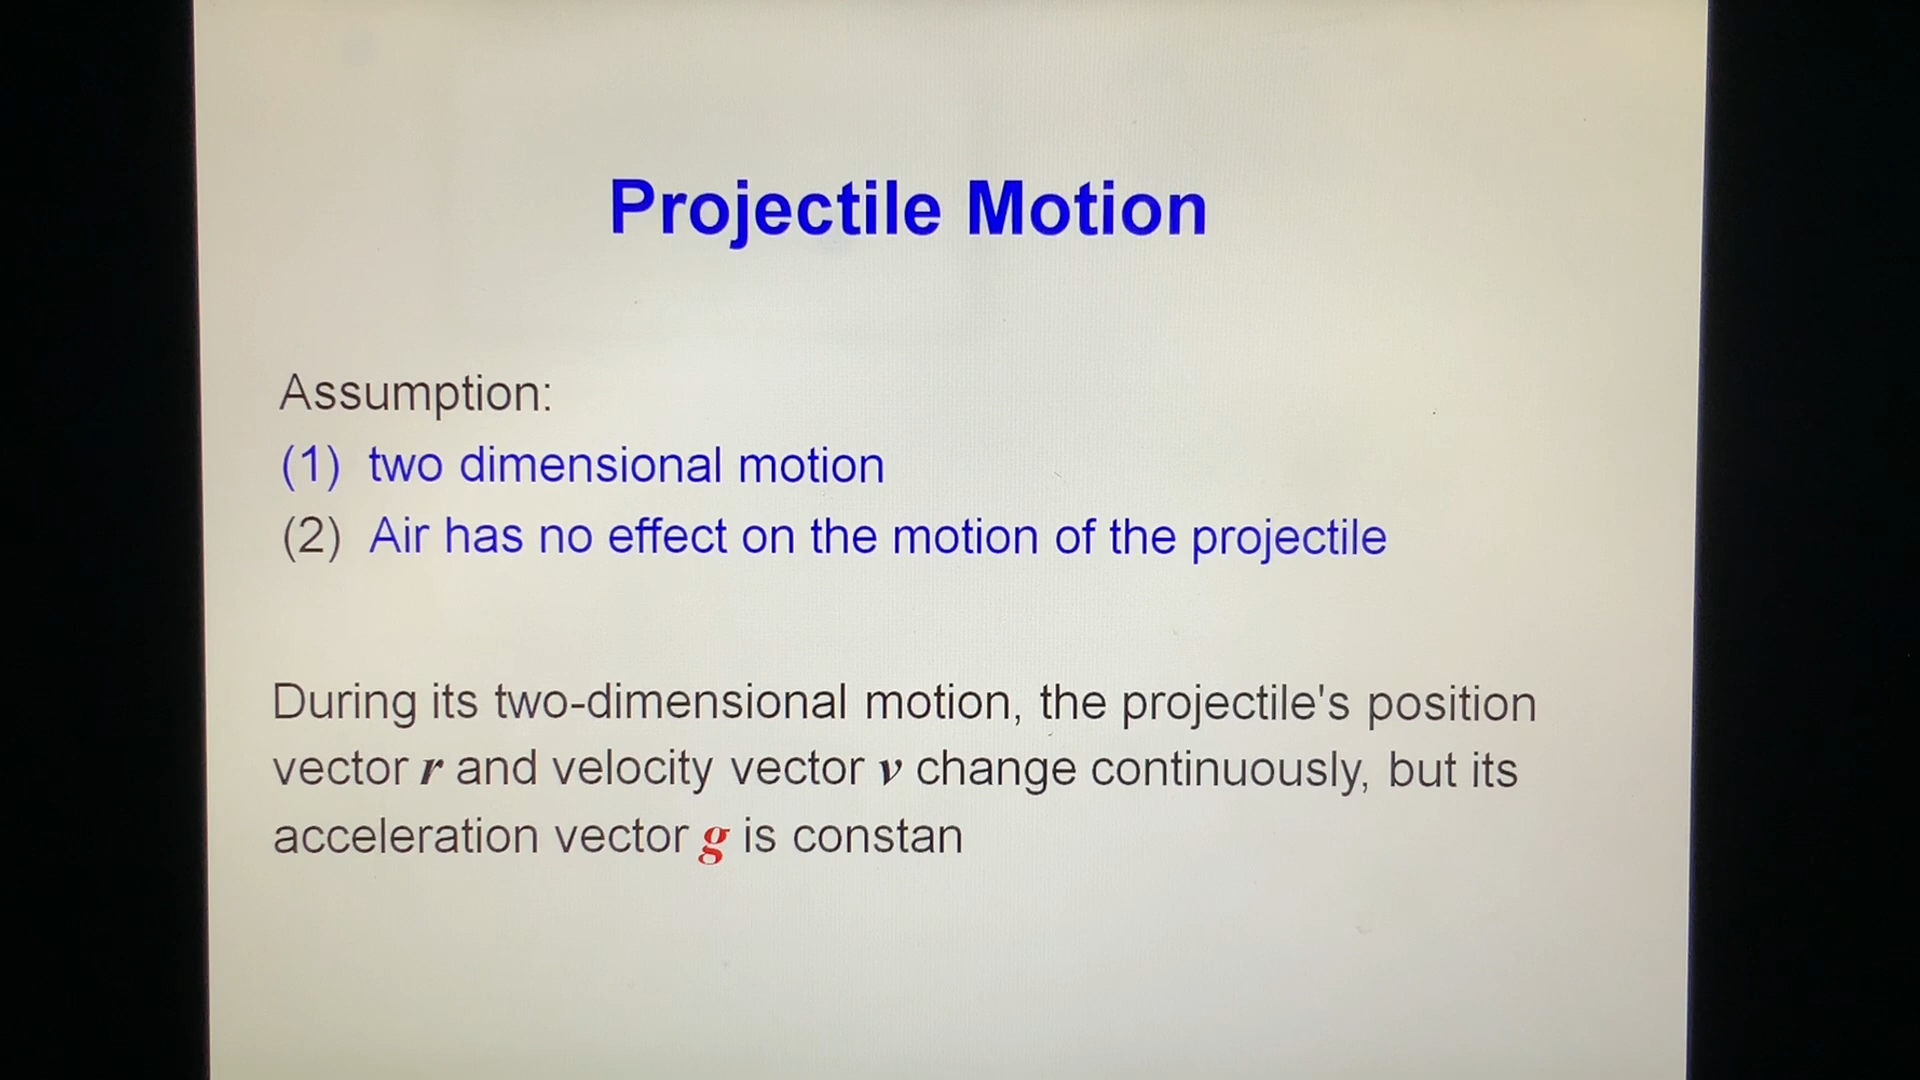 Projectile Motion
Assumption:
(1) two dimensional motion
(2) Air has no effect on the motion of the projectile
During its two-dimensional motion, the projectile's position
vector r and velocity vector v change continuously, but its
acceleration vector g is constan